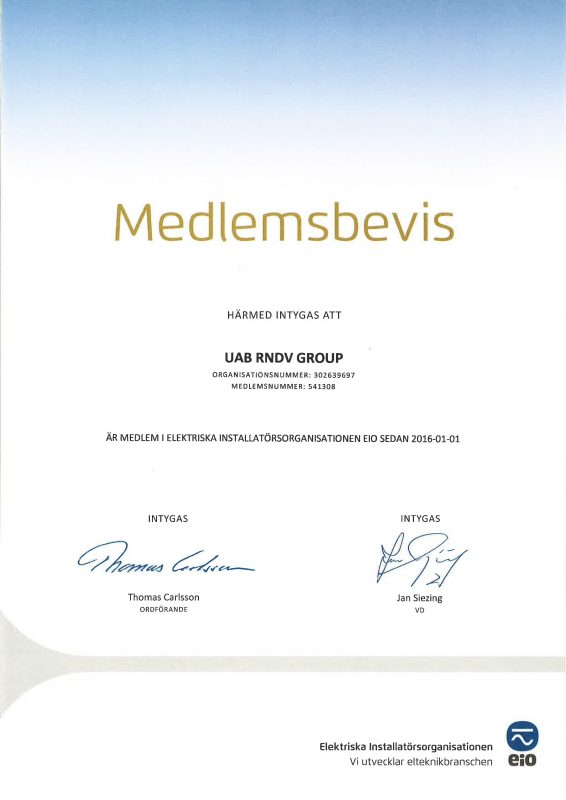 Medlemsbevis
HÄRMED INTYGAS ATT
UAB RNDV GROUP
ORGANISATIONSNUMMER: 302639697
MEDLEMSNUMMER: 541308
ÄR MEDLEM I ELEKTRISKA INSTALLATÖRSORGANISATIONEN EIO SEDAN 2016-01-01
INTYGAS
Thomas Carlsson
Thomas Carlsson
ORDFÖRANDE
INTYGAS
Jan Siezing
VD
Elektriska Installatörsorganisationen
Vi utvecklar elteknikbranschen
eio